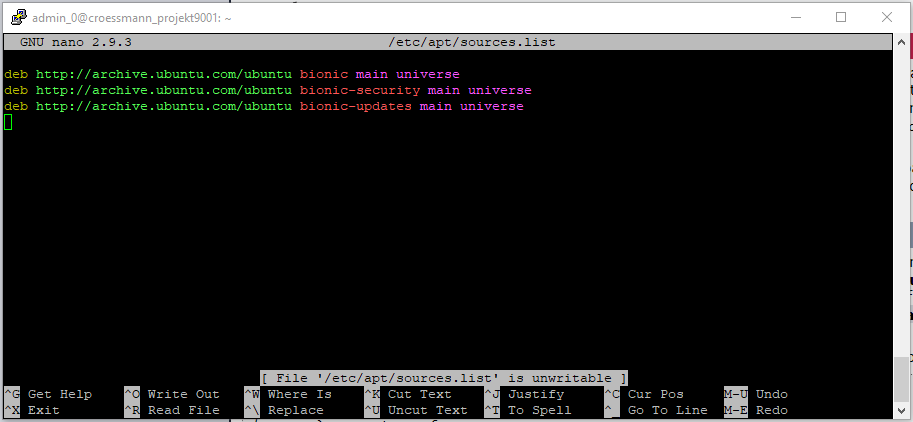 admin_0@croessmann_projekt9001: ~
GNU nano 2.9.3 /etc/apt/sources.list
deb http://archive.ubuntu.com/ubuntu bionic main universe
deb http://archive.ubuntu.com/ubuntu bionic-security main universe
deb http://archive.ubuntu.com/ubuntu bionic-updates main universe
[ File '/etc/apt/sources.list' is unwritable ]
^G Get Help ^O Write Out ^W Where Is ^K Cut Text ^J Justify ^C Cur Pos M-U Undo
^X Exit ^R Read File ^\ Replace ^U Uncut Text ^T To Spell ^_ Go To Line M-E Redo